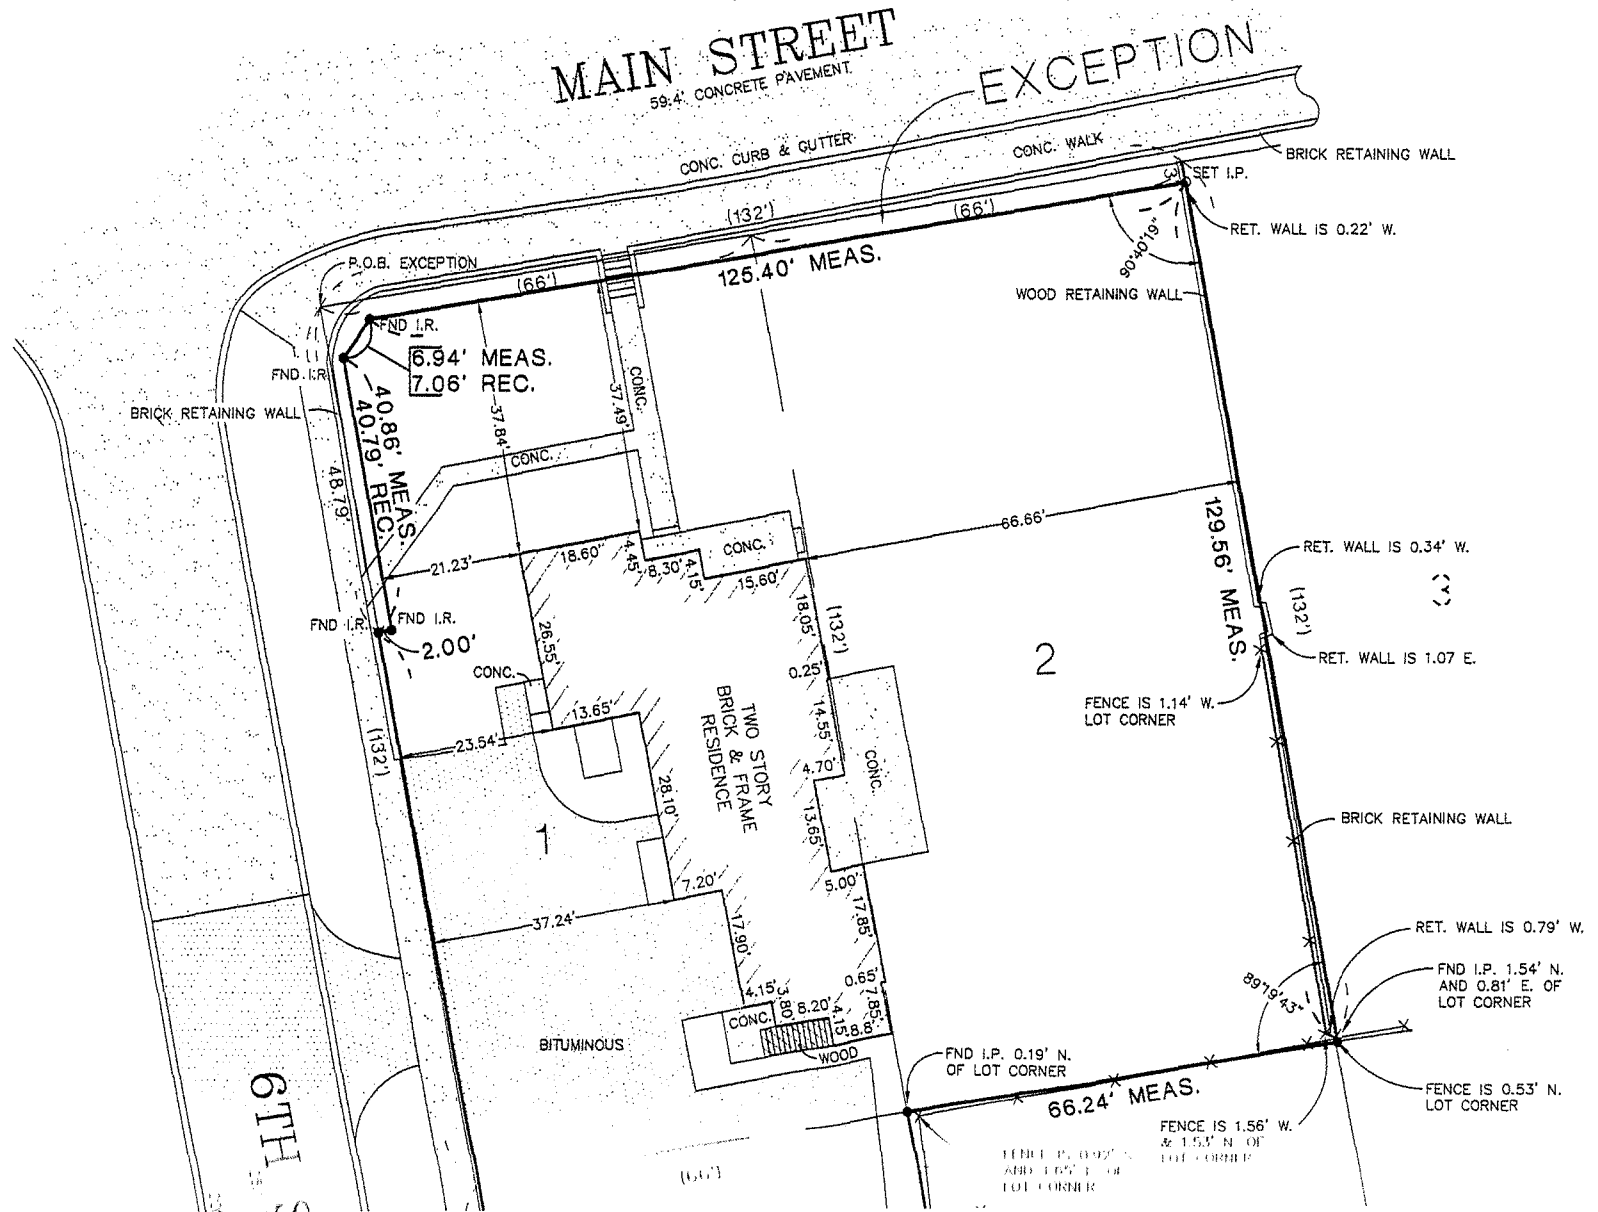 MAIN STREET
59.4' CONCRETE PAVEMENT
EXCEPTION
CONC. CURB & GUTTER
CONC. WALK
BRICK RETAINING WALL
SET I.P.
3'
RET. WALL IS 0.22' W.
(132')
(66')
P.O.B. EXCEPTION
(66')
125.40' MEAS.
90°40'19"
WOOD RETAINING WALL
FND I.R.
6.94' MEAS.
7.06' REC.
FND I.R.
BRICK RETAINING WALL
40.86' MEAS.
40.79' REC.
48.79'
37.84'
37.49'
CONC.
CONC.
66.66'
129.56' MEAS.
RET. WALL IS 0.34' W.
(132')
21.23'
18.60'
4.45'
8.30'
4.15'
CONC.
15.60'
FND I.R.
FND I.R.
2.00'
26.55'
18.05'
(132')
2
RET. WALL IS 1.07 E.
CONC.
0.25'
FENCE IS 1.14' W.
LOT CORNER
13.65'
23.54'
(132')
TWO STORY
BRICK & FRAME
RESIDENCE
14.55'
4.70'
CONC.
28.10'
13.65'
1
BRICK RETAINING WALL
7.20'
5.00'
37.24'
17.90'
17.85'
RET. WALL IS 0.79' W.
FND I.P. 1.54' N.
AND 0.81' E. OF
LOT CORNER
89°19'43"
0.65'
7.85'
4.15'
3.80'
8.20'
4.15'
8.8'
CONC.
WOOD
BITUMINOUS
FND I.P. 0.19' N.
OF LOT CORNER
66.24' MEAS.
FENCE IS 0.53' N.
LOT CORNER
FENCE IS 1.56' W.
& 1.53' N. OF
LOT CORNER
AND 1.65' E. OF
LOT CORNER
(66')
6TH